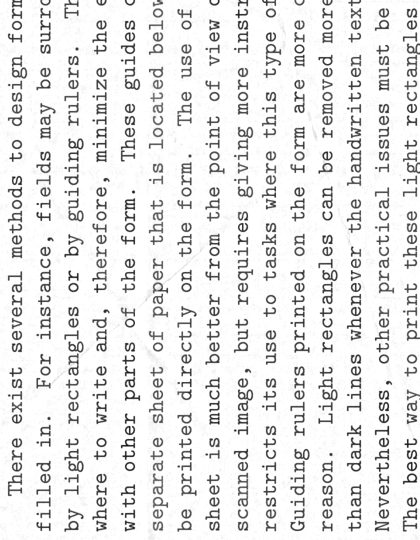 There exist several methods to design form
filled in. For instance, fields may be surro
by light rectangles or by guiding rulers. Th
where to write and, therefore, minimize the e
with other parts of the form. These guides o
separate sheet of paper that is located below
be printed directly on the form. The use of
sheet is much better from the point of view o
scanned image, but requires giving more instr
restricts its use to tasks where this type of
Guiding rulers printed on the form are more c
reason. Light rectangles can be removed more
than dark lines whenever the handwritten text
Nevertheless, other practical issues must be
The best way to print these light rectangles